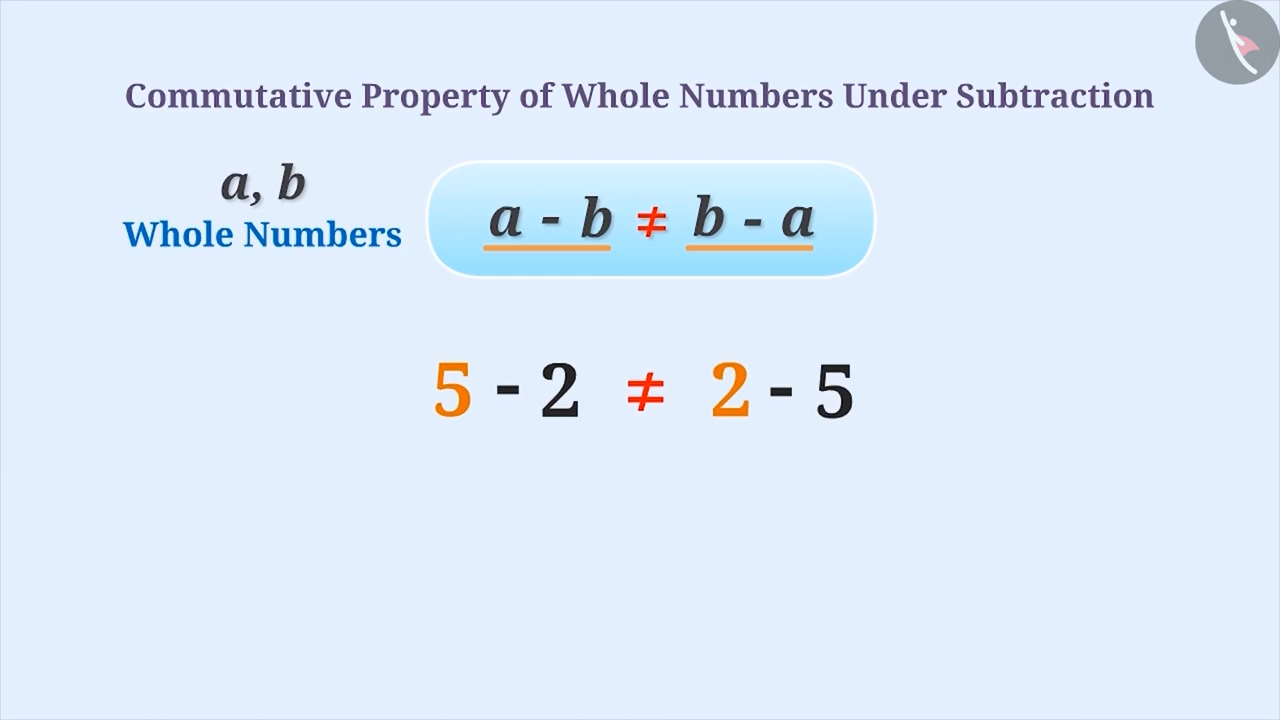 Commutative Property of Whole Numbers Under Subtraction
a, b
Whole Numbers
a - b ≠ b - a
5 - 2 ≠ 2 - 5